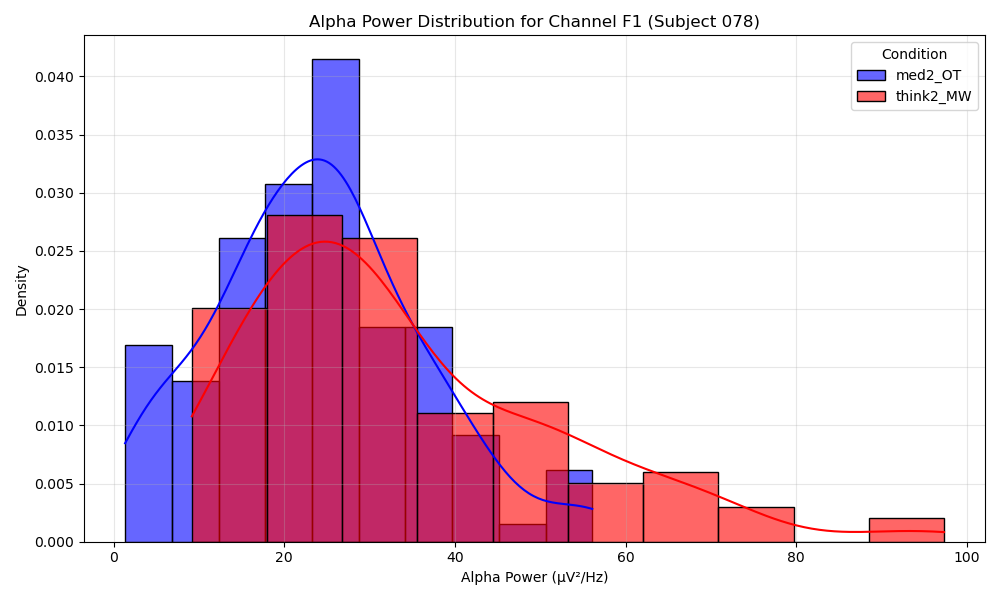 Alpha Power Distribution for Channel F1 (Subject 078)
Condition
med2_OT
think2_MW
0.040
0.035
0.030
0.025
0.020
0.015
0.010
0.005
0.000
Density
0 20 40 60 80 100
Alpha Power (µV²/Hz)